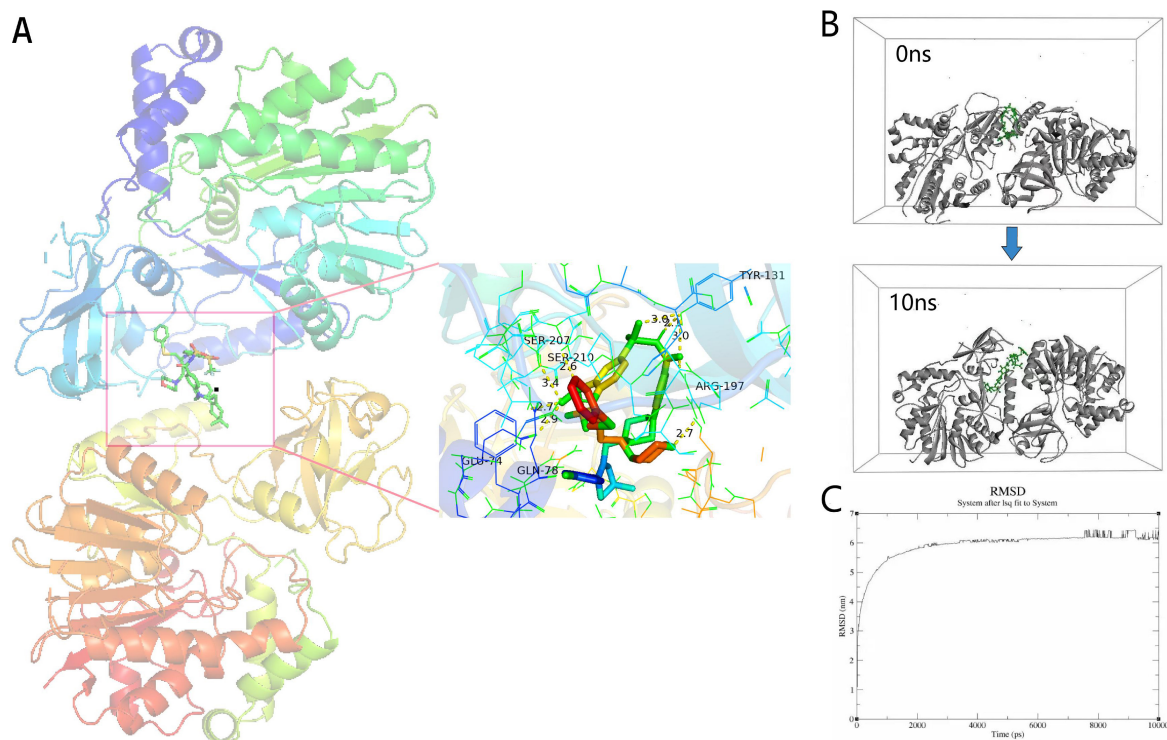 A
TYR-131
3.0
2.2
3.0
SER-207
SER-210
2.6
3.4
ARG-197
2.7
2.9
2.7
GLU-74
GLN-78
B
0ns
10ns
C
RMSD
System after lsq fit to System
7
6
5
4
3
2
1
0
RMSD (nm)
0 2000 4000 6000 8000 10000
Time (ps)